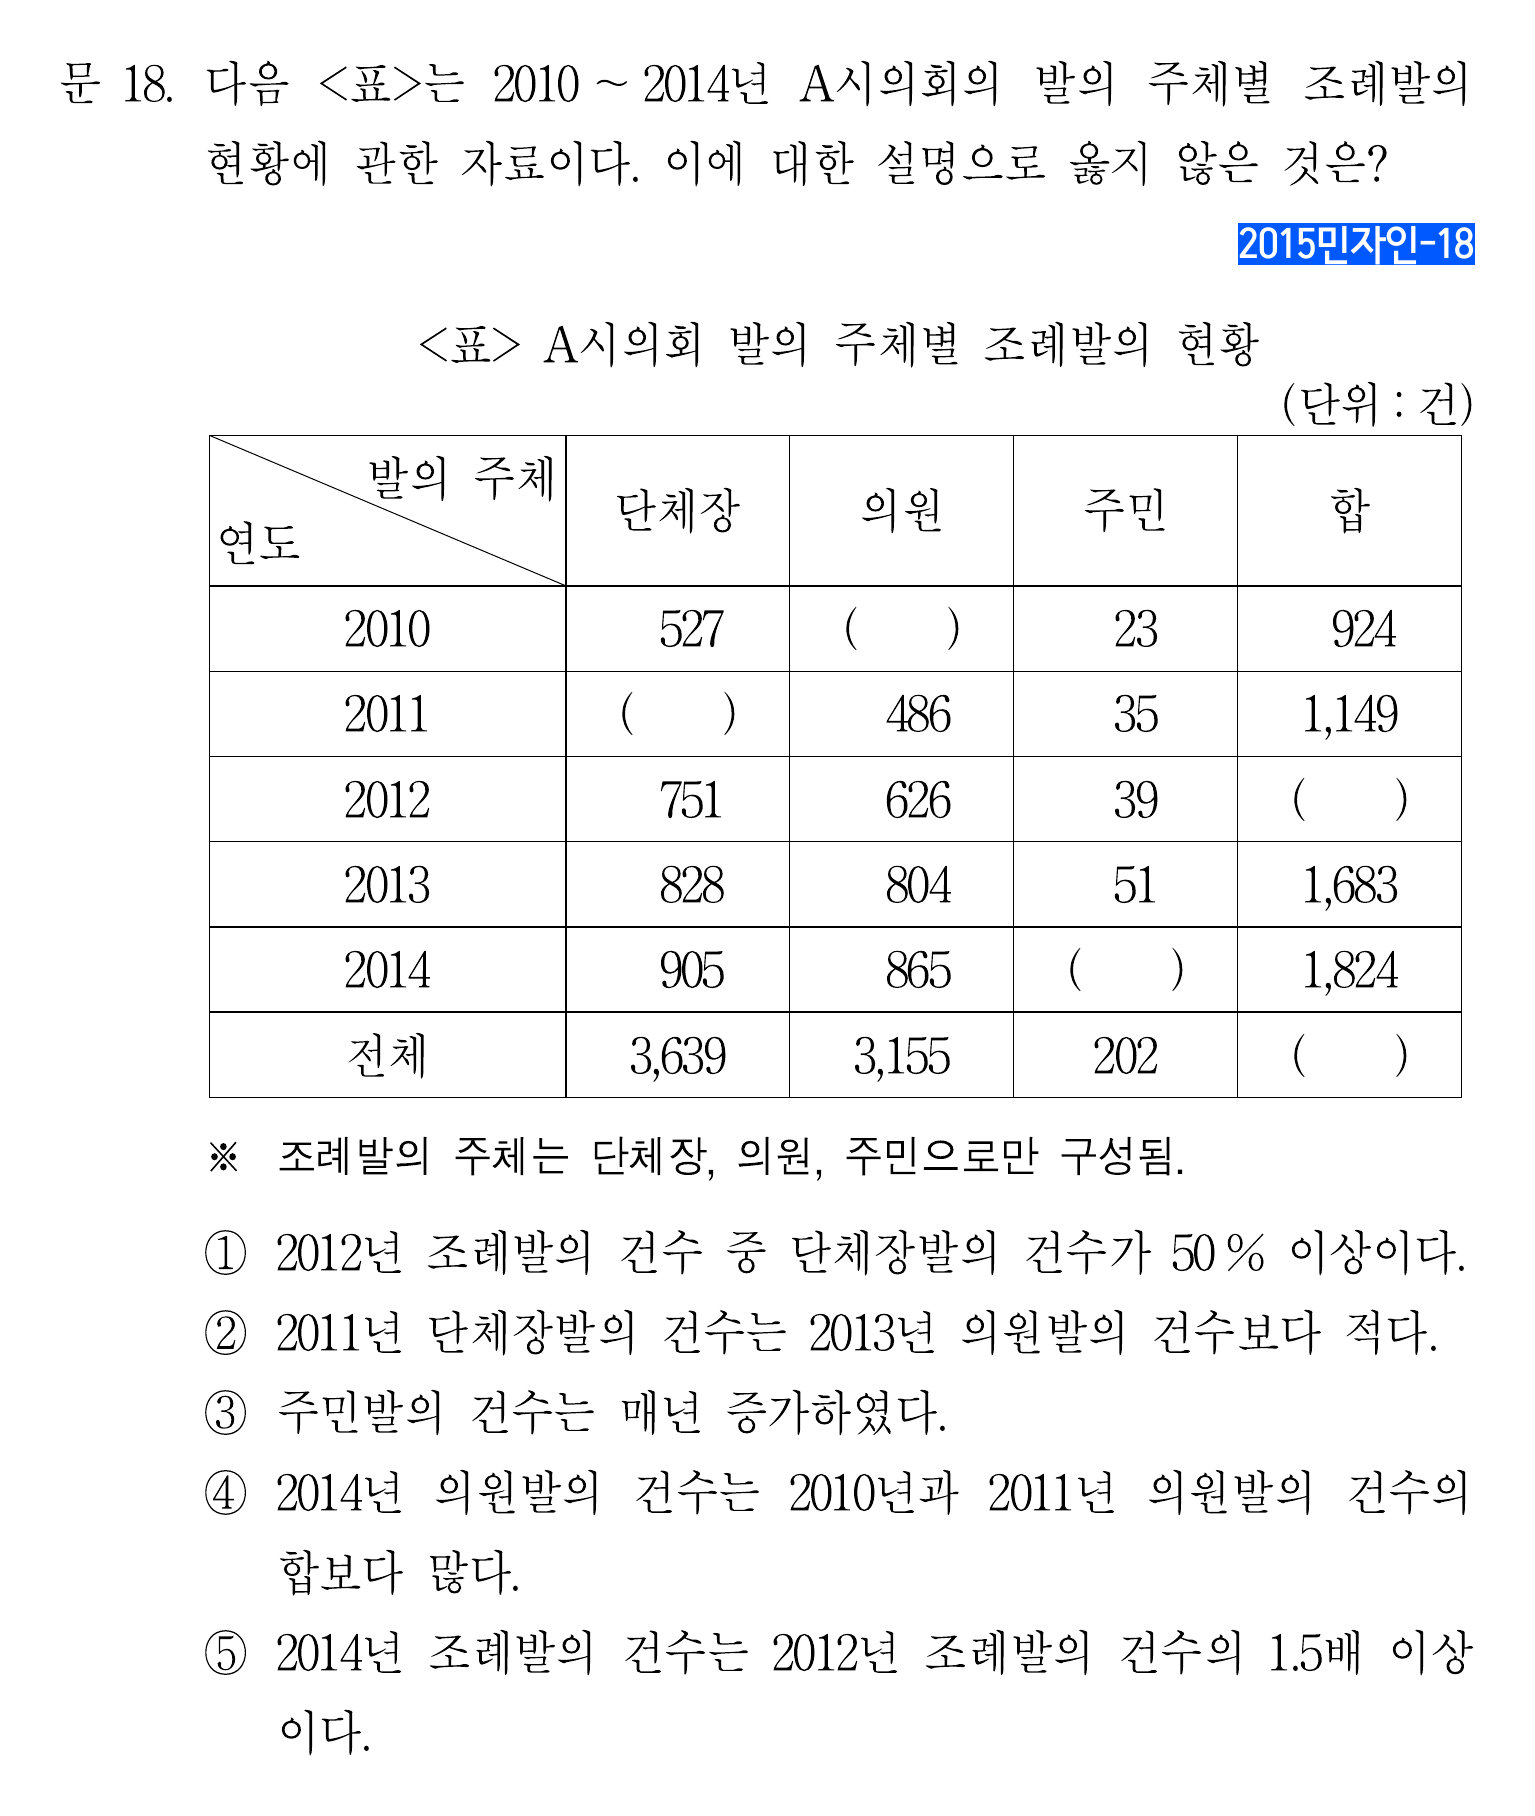 문 18. 다음 <표>는 2010 ~ 2014년 A시의회의 발의 주체별 조례발의
현황에 관한 자료이다. 이에 대한 설명으로 옳지 않은 것은?
2015민자인-18
<표> A시의회 발의 주체별 조례발의 현황
(단위 : 건)
발의 주체
연도 단체장 의원 주민 합
2010 527 ( ) 23 924
2011 ( ) 486 35 1,149
2012 751 626 39 ( )
2013 828 804 51 1,683
2014 905 865 ( ) 1,824
전체 3,639 3,155 202 ( )
※ 조례발의 주체는 단체장, 의원, 주민으로만 구성됨.
① 2012년 조례발의 건수 중 단체장발의 건수가 50 % 이상이다.
② 2011년 단체장발의 건수는 2013년 의원발의 건수보다 적다.
③ 주민발의 건수는 매년 증가하였다.
④ 2014년 의원발의 건수는 2010년과 2011년 의원발의 건수의
합보다 많다.
⑤ 2014년 조례발의 건수는 2012년 조례발의 건수의 1.5배 이상
이다.